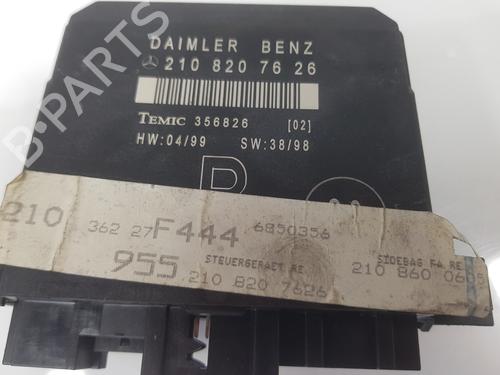 DAIMLER BENZ
210 820 76 26
TEMIC 356826 [02]
HW:04/99 SW:38/98
D
210 362 27 F444 6850356
955 STEUERGERAET RE SIDEBAG FA RE
210 820 7626 210 860 060
B-PARTS